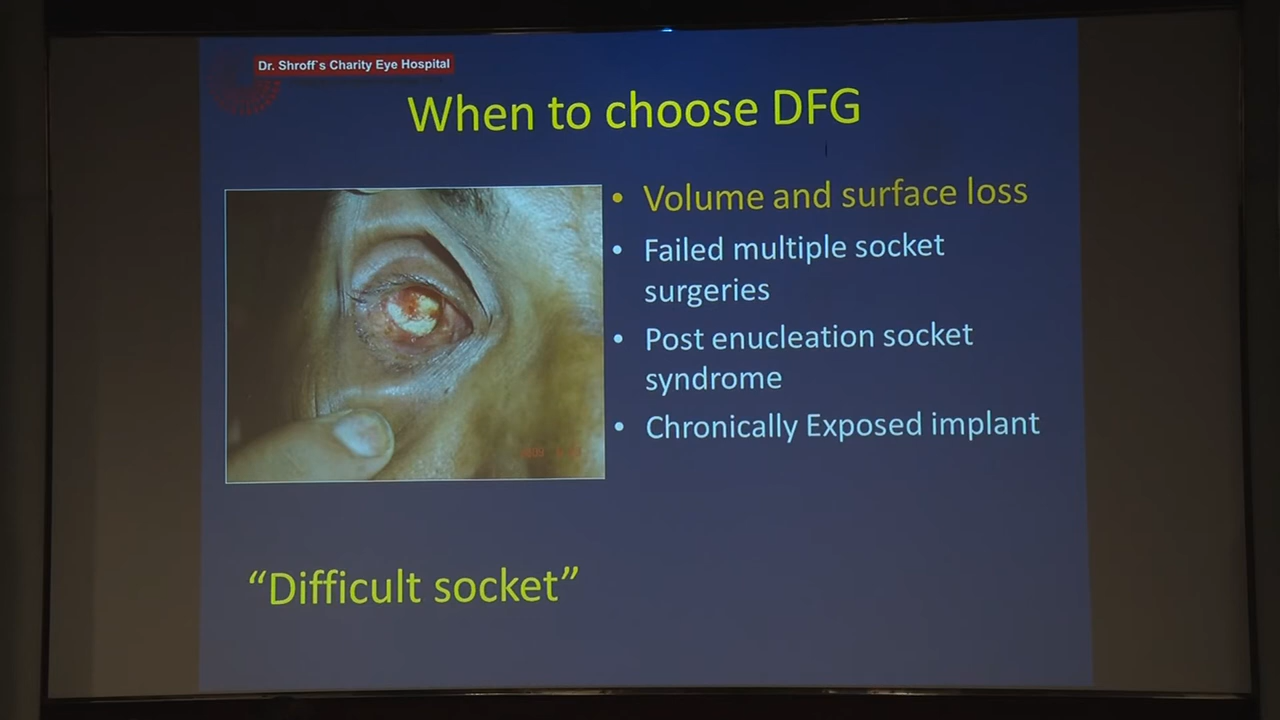 Dr. Shroff`s Charity Eye Hospital
When to choose DFG
• Volume and surface loss
• Failed multiple socket
surgeries
• Post enucleation socket
syndrome
• Chronically Exposed implant
“Difficult socket”